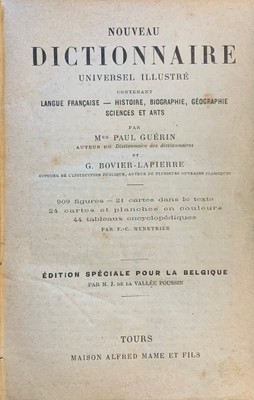 NOUVEAU
DICTIONNAIRE
UNIVERSEL ILLUSTRÉ
CONTENANT
LANGUE FRANÇAISE — HISTOIRE, BIOGRAPHIE, GÉOGRAPHIE
SCIENCES ET ARTS
PAR
Mgr PAUL GUÉRIN
AUTEUR DU Dictionnaire des dictionnaires
ET
G. BOVIER-LAPIERRE
OFFICIER DE L'INSTRUCTION PUBLIQUE, AUTEUR DE PLUSIEURS OUVRAGES CLASSIQUES
909 figures — 21 cartes dans le texte
24 cartes et planches en couleurs
44 tableaux encyclopédiques
PAR F.-C. MENETRIER
ÉDITION SPÉCIALE POUR LA BELGIQUE
PAR M. J. DE LA VALLÉE POUSSIN
TOURS
MAISON ALFRED MAME ET FILS